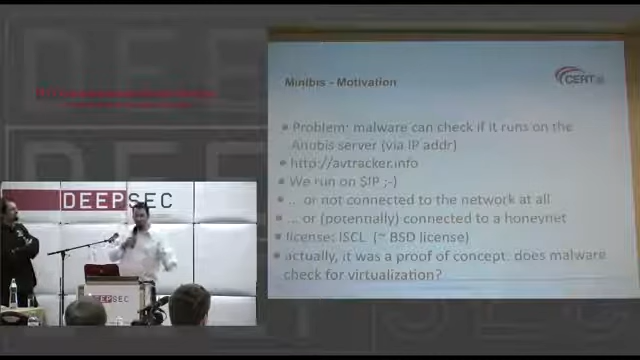 Minibis - Motivation
CERT.at
Problem: malware can check if it runs on the
Anubis server (via IP addr)
http://avtracker.info
We run on $IP ;-)
... or not connected to the network at all
... or (potennally) connected to a honeynet
license: ISCL (~ BSD license)
actually, it was a proof of concept: does malware
check for virtualization?
DEEPSEC
DEEPSEC